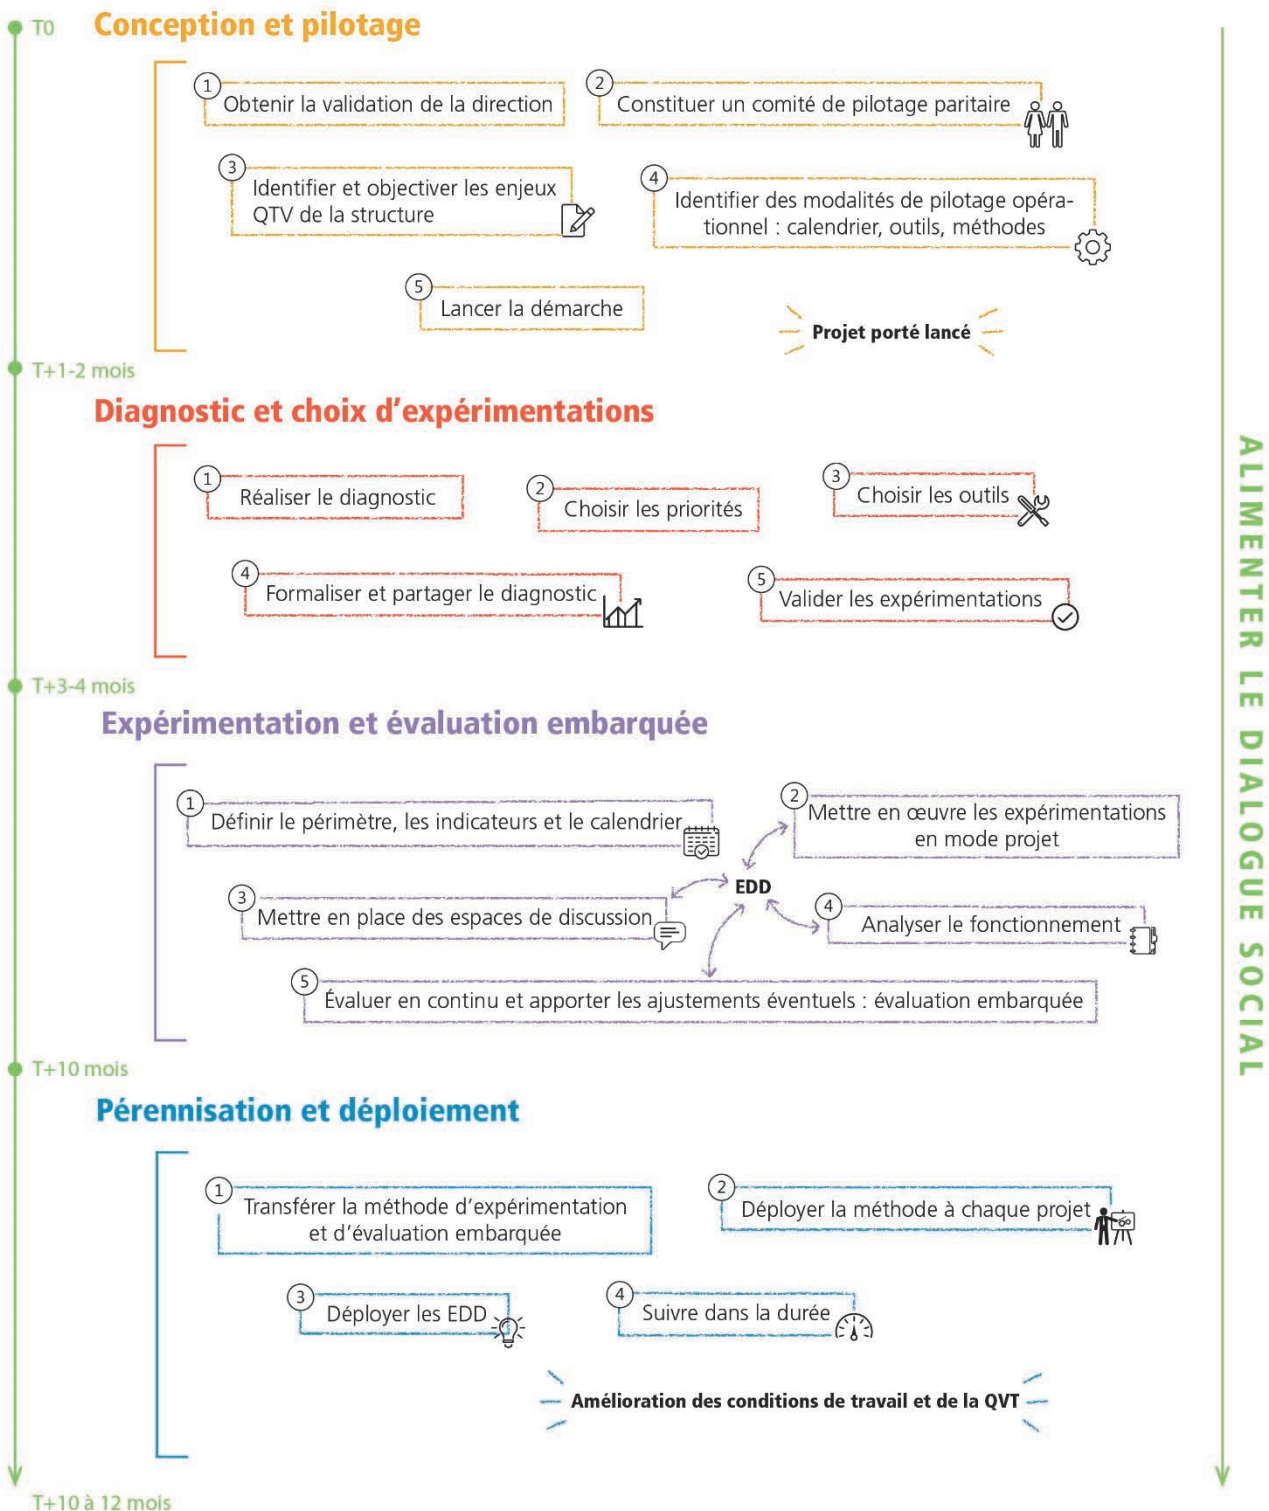 T0
Conception et pilotage
1
Obtenir la validation de la direction
2
Constituer un comité de pilotage paritaire
3
Identifier et objectiver les enjeux
QTV de la structure
4
Identifier des modalités de pilotage opéra-
tionnel : calendrier, outils, méthodes
5
Lancer la démarche
Projet porté lancé
T+1-2 mois
Diagnostic et choix d’expérimentations
1
Réaliser le diagnostic
2
Choisir les priorités
3
Choisir les outils
4
Formaliser et partager le diagnostic
5
Valider les expérimentations
T+3-4 mois
Expérimentation et évaluation embarquée
1
Définir le périmètre, les indicateurs et le calendrier
2
Mettre en œuvre les expérimentations
en mode projet
EDD
3
Mettre en place des espaces de discussion
4
Analyser le fonctionnement
5
Évaluer en continu et apporter les ajustements éventuels : évaluation embarquée
T+10 mois
Pérennisation et déploiement
1
Transférer la méthode d’expérimentation
et d’évaluation embarquée
2
Déployer la méthode à chaque projet
3
Déployer les EDD
4
Suivre dans la durée
Amélioration des conditions de travail et de la QVT
T+10 à 12 mois
ALIMENTER LE DIALOGUE SOCIAL